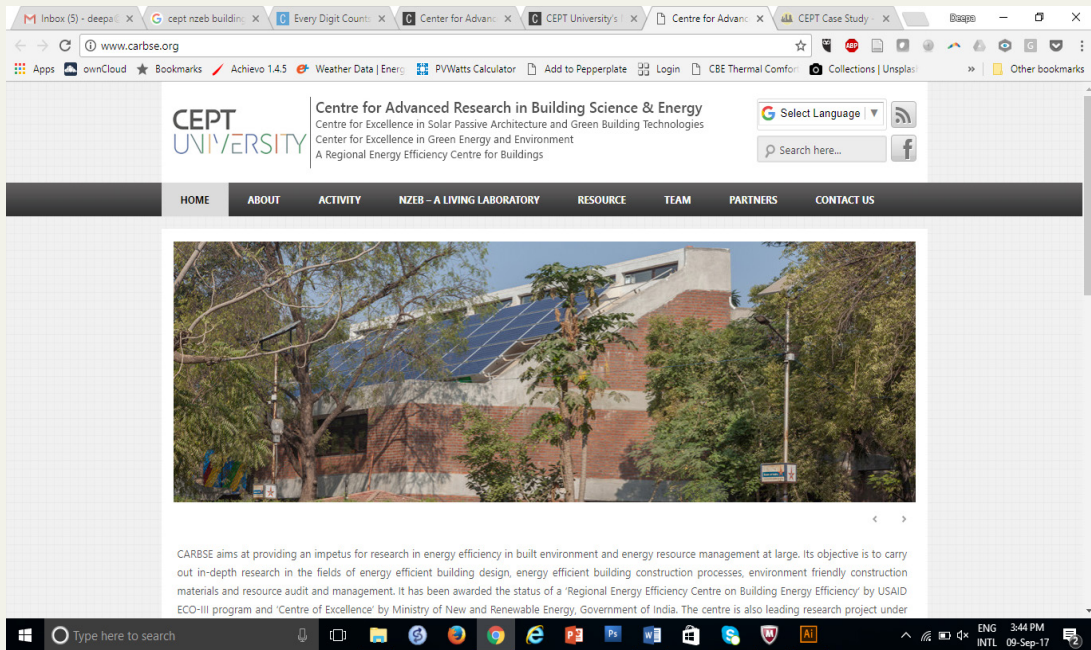 Inbox (5) - deepa
cept nzeb building
Every Digit Counts
Center for Advanc
CEPT University's
Centre for Advanc
CEPT Case Study -
Deepa
www.carbse.org
Apps
ownCloud
Bookmarks
Achievo 1.4.5
Weather Data | Energ
PVWatts Calculator
Add to Pepperplate
Login
CBE Thermal Comfor
Collections | Unsplas
»
Other bookmarks
CEPT
UNIVERSITY
Centre for Advanced Research in Building Science & Energy
Centre for Excellence in Solar Passive Architecture and Green Building Technologies
Center for Excellence in Green Energy and Environment
A Regional Energy Efficiency Centre for Buildings
Select Language
Search here...
HOME ABOUT ACTIVITY NZEB – A LIVING LABORATORY RESOURCE TEAM PARTNERS CONTACT US
CARBSE aims at providing an impetus for research in energy efficiency in built environment and energy resource management at large. Its objective is to carry
out in-depth research in the fields of energy efficient building design, energy efficient building construction processes, environment friendly construction
materials and resource audit and management. It has been awarded the status of a 'Regional Energy Efficiency Centre on Building Energy Efficiency' by USAID
ECO-III program and 'Centre of Excellence' by Ministry of New and Renewable Energy, Government of India. The centre is also leading research project under
Type here to search
ENG 3:44 PM
INTL 09-Sep-17